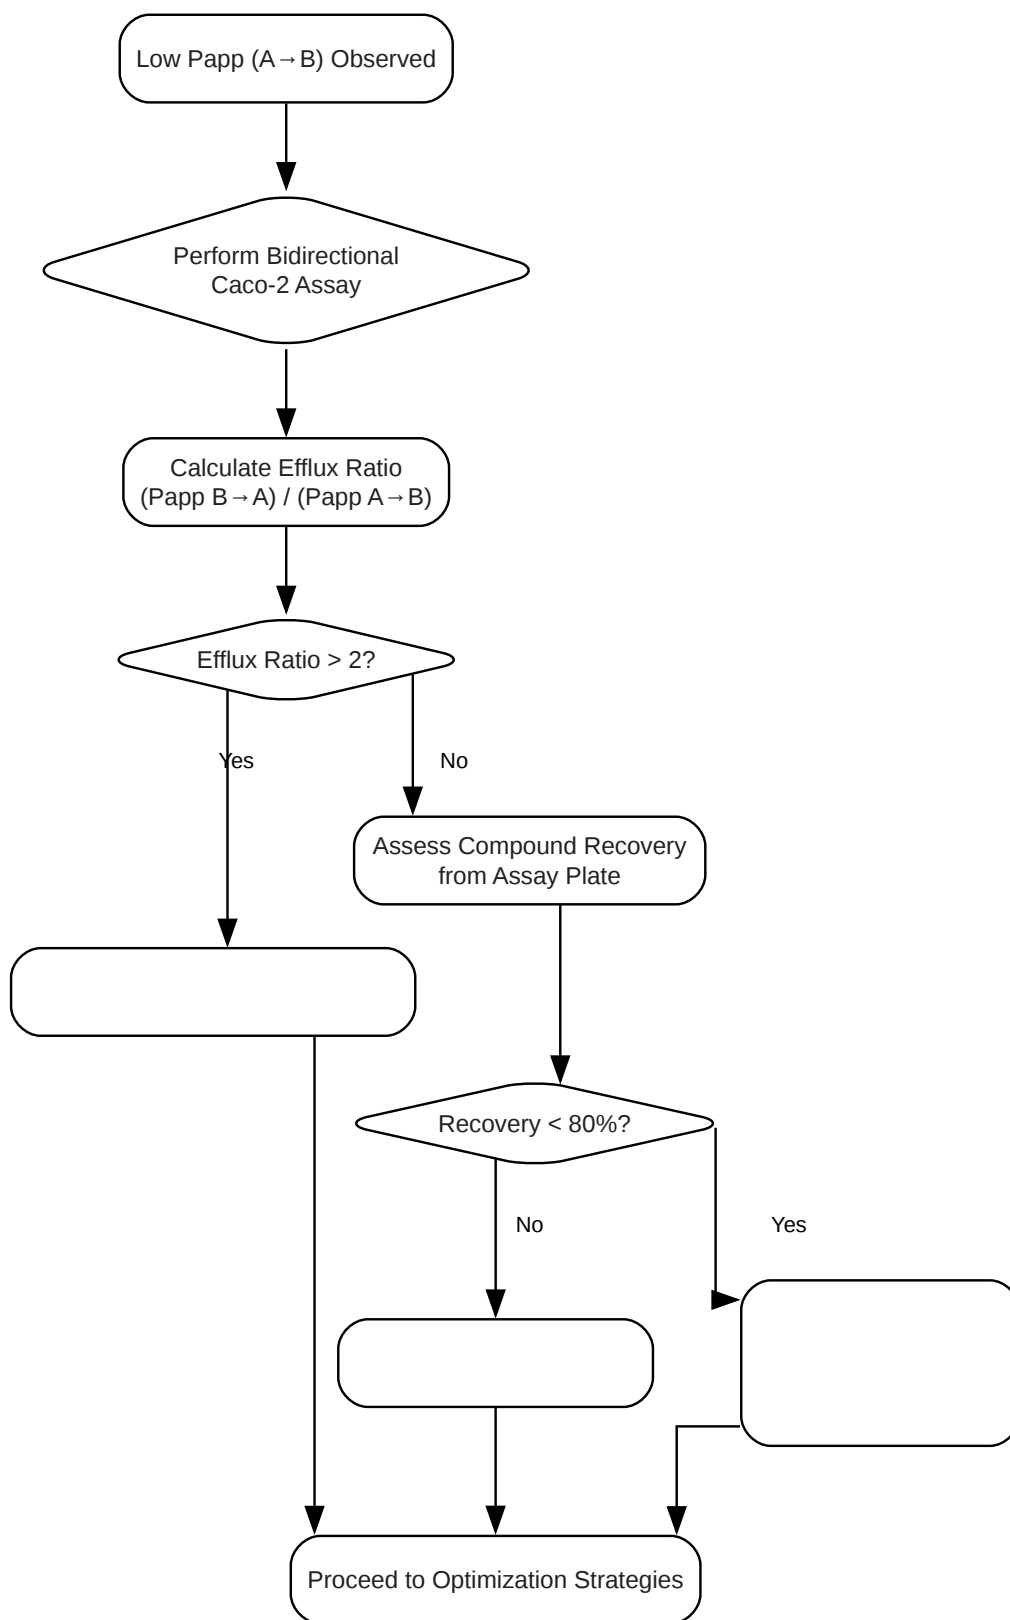 Low Papp (A→B) Observed
Perform Bidirectional
Caco-2 Assay
Calculate Efflux Ratio
(Papp B→A) / (Papp A→B)
Efflux Ratio > 2?
Yes
No
Assess Compound Recovery
from Assay Plate
Recovery < 80%?
No
Yes
Proceed to Optimization Strategies